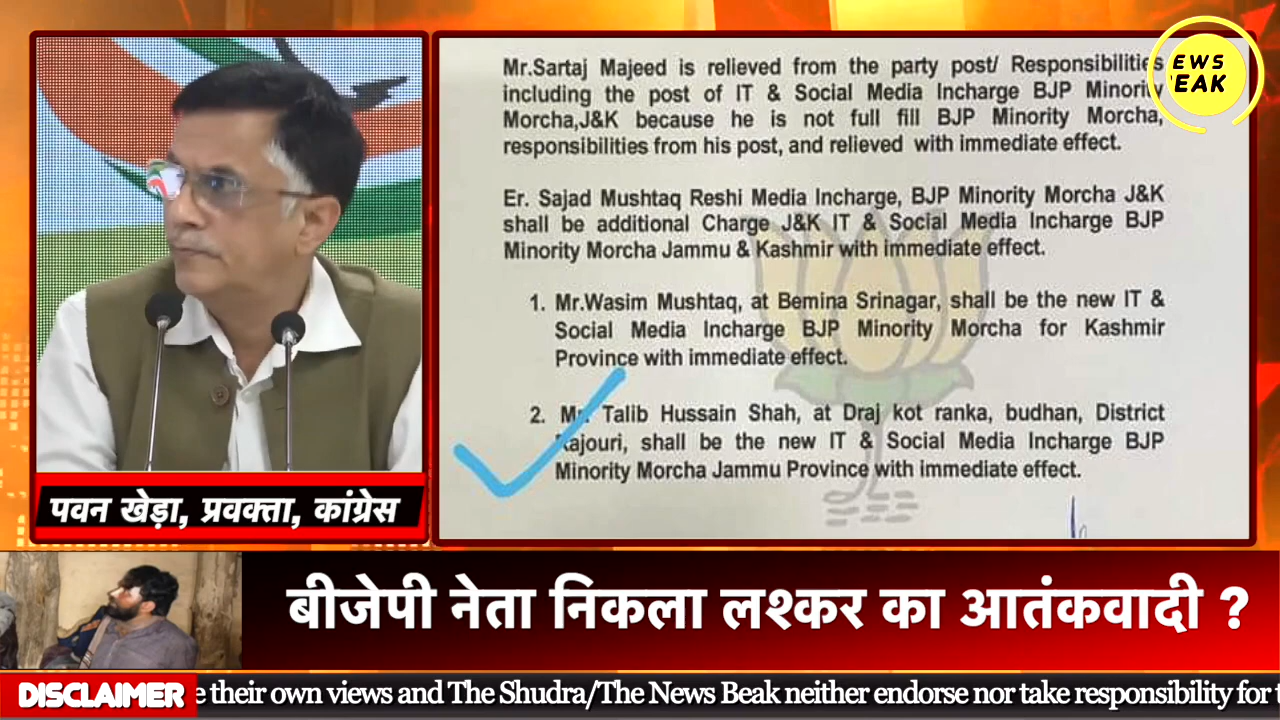 Mr.Sartaj Majeed is relieved from the party post/ Responsibilities
including the post of IT & Social Media Incharge BJP Minority
Morcha,J&K because he is not full fill BJP Minority Morcha,
responsibilities from his post, and relieved with immediate effect.
Er. Sajad Mushtaq Reshi Media Incharge, BJP Minority Morcha J&K
shall be additional Charge J&K IT & Social Media Incharge BJP
Minority Morcha Jammu & Kashmir with immediate effect.
1. Mr.Wasim Mushtaq, at Bemina Srinagar, shall be the new IT &
Social Media Incharge BJP Minority Morcha for Kashmir
Province with immediate effect.
2. Mr. Talib Hussain Shah, at Draj kot ranka, budhan, District
Rajouri, shall be the new IT & Social Media Incharge BJP
Minority Morcha Jammu Province with immediate effect.
EWS
EAK
पवन खेड़ा, प्रवक्ता, कांग्रेस
बीजेपी नेता निकला लश्कर का आतंकवादी ?
DISCLAIMER e their own views and The Shudra/The News Beak neither endorse nor take responsibility for t